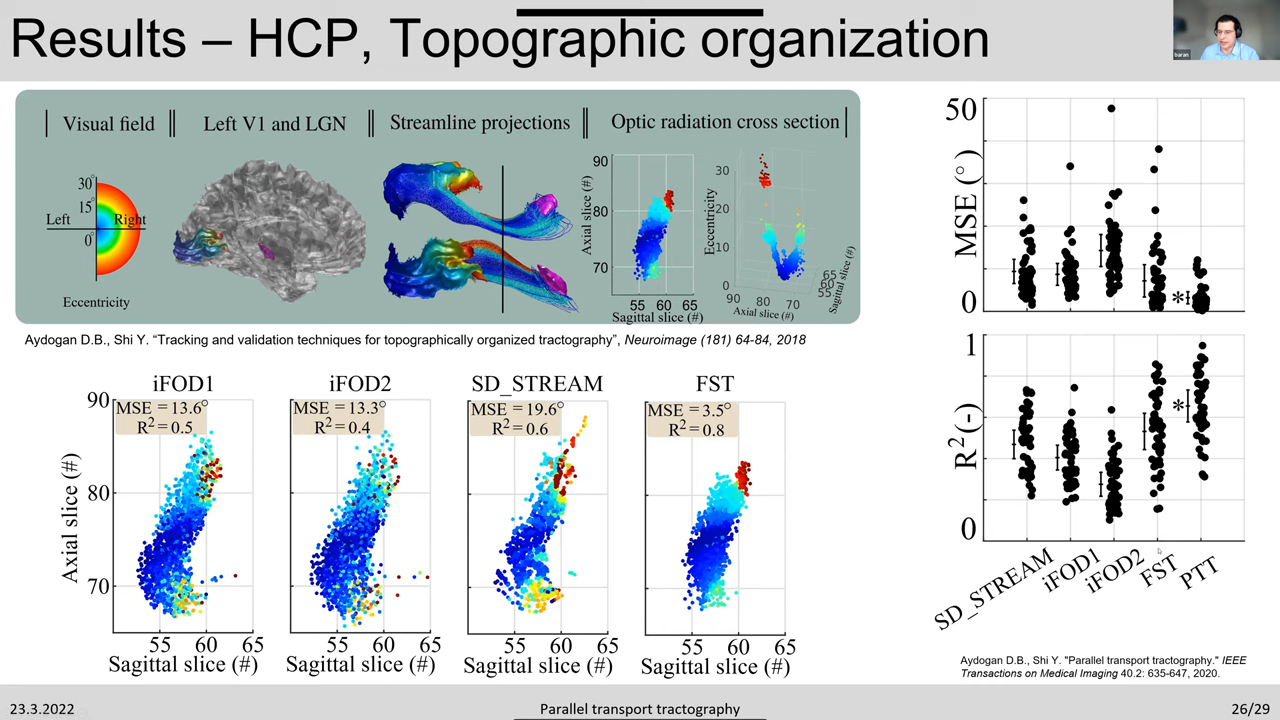 Results – HCP, Topographic organization
baran
Visual field
Left V1 and LGN
Streamline projections
Optic radiation cross section
30°
15°
0°
Left
Right
Eccentricity
90
80
70
Axial slice (#)
55 60 65
Sagittal slice (#)
30
20
10
0
Eccentricity
90 80 70
Axial slice (#)
65
60
55
Sagittal slice (#)
Aydogan D.B., Shi Y. “Tracking and validation techniques for topographically organized tractography”, Neuroimage (181) 64-84, 2018
iFOD1
MSE = 13.6°
R² = 0.5
90
80
70
Axial slice (#)
55 60 65
Sagittal slice (#)
iFOD2
MSE = 13.3°
R² = 0.4
55 60 65
Sagittal slice (#)
SD_STREAM
MSE = 19.6°
R² = 0.6
55 60 65
Sagittal slice (#)
FST
MSE = 3.5°
R² = 0.8
55 60 65
Sagittal slice (#)
50
0
MSE (°)
*
1
0
R² (-)
*
SD_STREAM
iFOD1
iFOD2
FST
PTT
Aydogan D.B., Shi Y. "Parallel transport tractography." IEEE
Transactions on Medical Imaging 40.2: 635-647, 2020.
23.3.2022
Parallel transport tractography
26/29